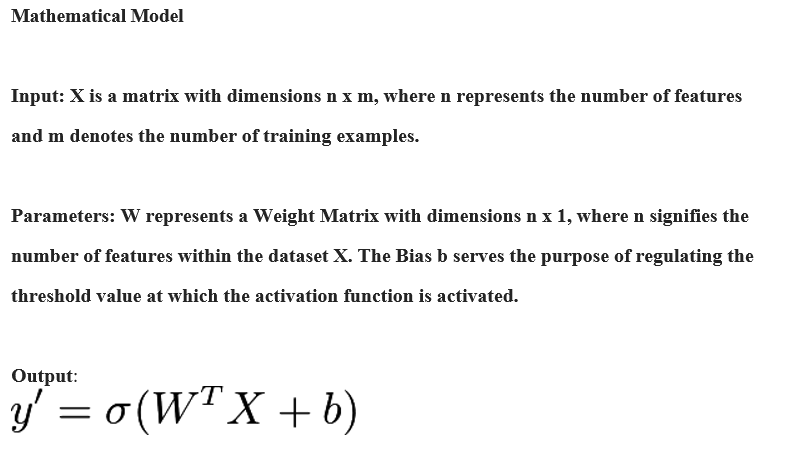 Mathematical Model
Input: X is a matrix with dimensions n x m, where n represents the number of features
and m denotes the number of training examples.
Parameters: W represents a Weight Matrix with dimensions n x 1, where n signifies the
number of features within the dataset X. The Bias b serves the purpose of regulating the
threshold value at which the activation function is activated.
Output:
y′ = σ(Wᵀ X + b)